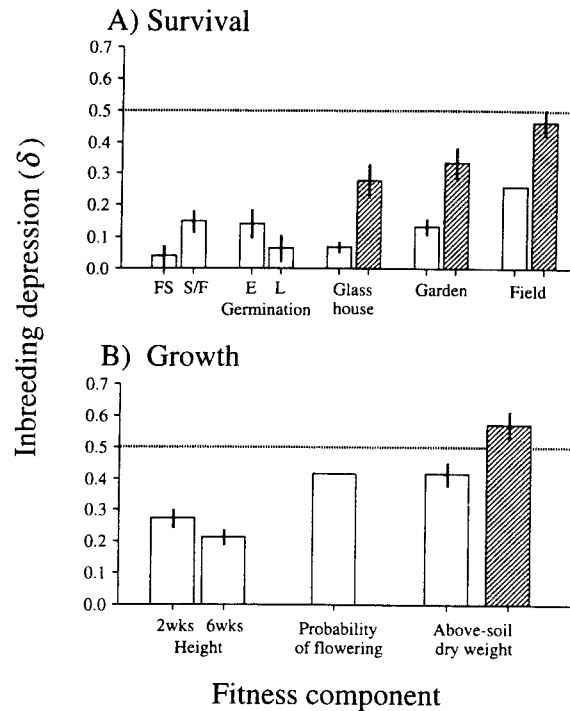 A) Survival
0.7
0.6
0.5
0.4
0.3
0.2
0.1
0.0
FS S/F E L Glass Garden Field
Germination house
Inbreeding depression (δ)
B) Growth
0.7
0.6
0.5
0.4
0.3
0.2
0.1
0.0
2wks 6wks Probability Above-soil
Height of flowering dry weight
Fitness component